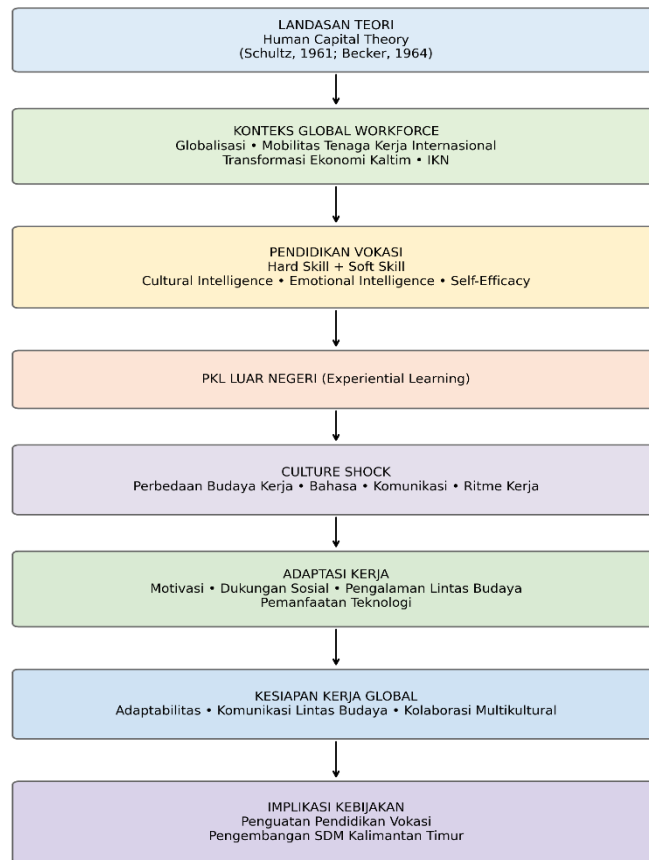 LANDASAN TEORI
Human Capital Theory
(Schultz, 1961; Becker, 1964)
KONTEKS GLOBAL WORKFORCE
Globalisasi • Mobilitas Tenaga Kerja Internasional
Transformasi Ekonomi Kaltim • IKN
PENDIDIKAN VOKASI
Hard Skill + Soft Skill
Cultural Intelligence • Emotional Intelligence • Self-Efficacy
PKL LUAR NEGERI (Experiential Learning)
CULTURE SHOCK
Perbedaan Budaya Kerja • Bahasa • Komunikasi • Ritme Kerja
ADAPTASI KERJA
Motivasi • Dukungan Sosial • Pengalaman Lintas Budaya
Pemanfaatan Teknologi
KESIAPAN KERJA GLOBAL
Adaptabilitas • Komunikasi Lintas Budaya • Kolaborasi Multikultural
IMPLIKASI KEBIJAKAN
Penguatan Pendidikan Vokasi
Pengembangan SDM Kalimantan Timur